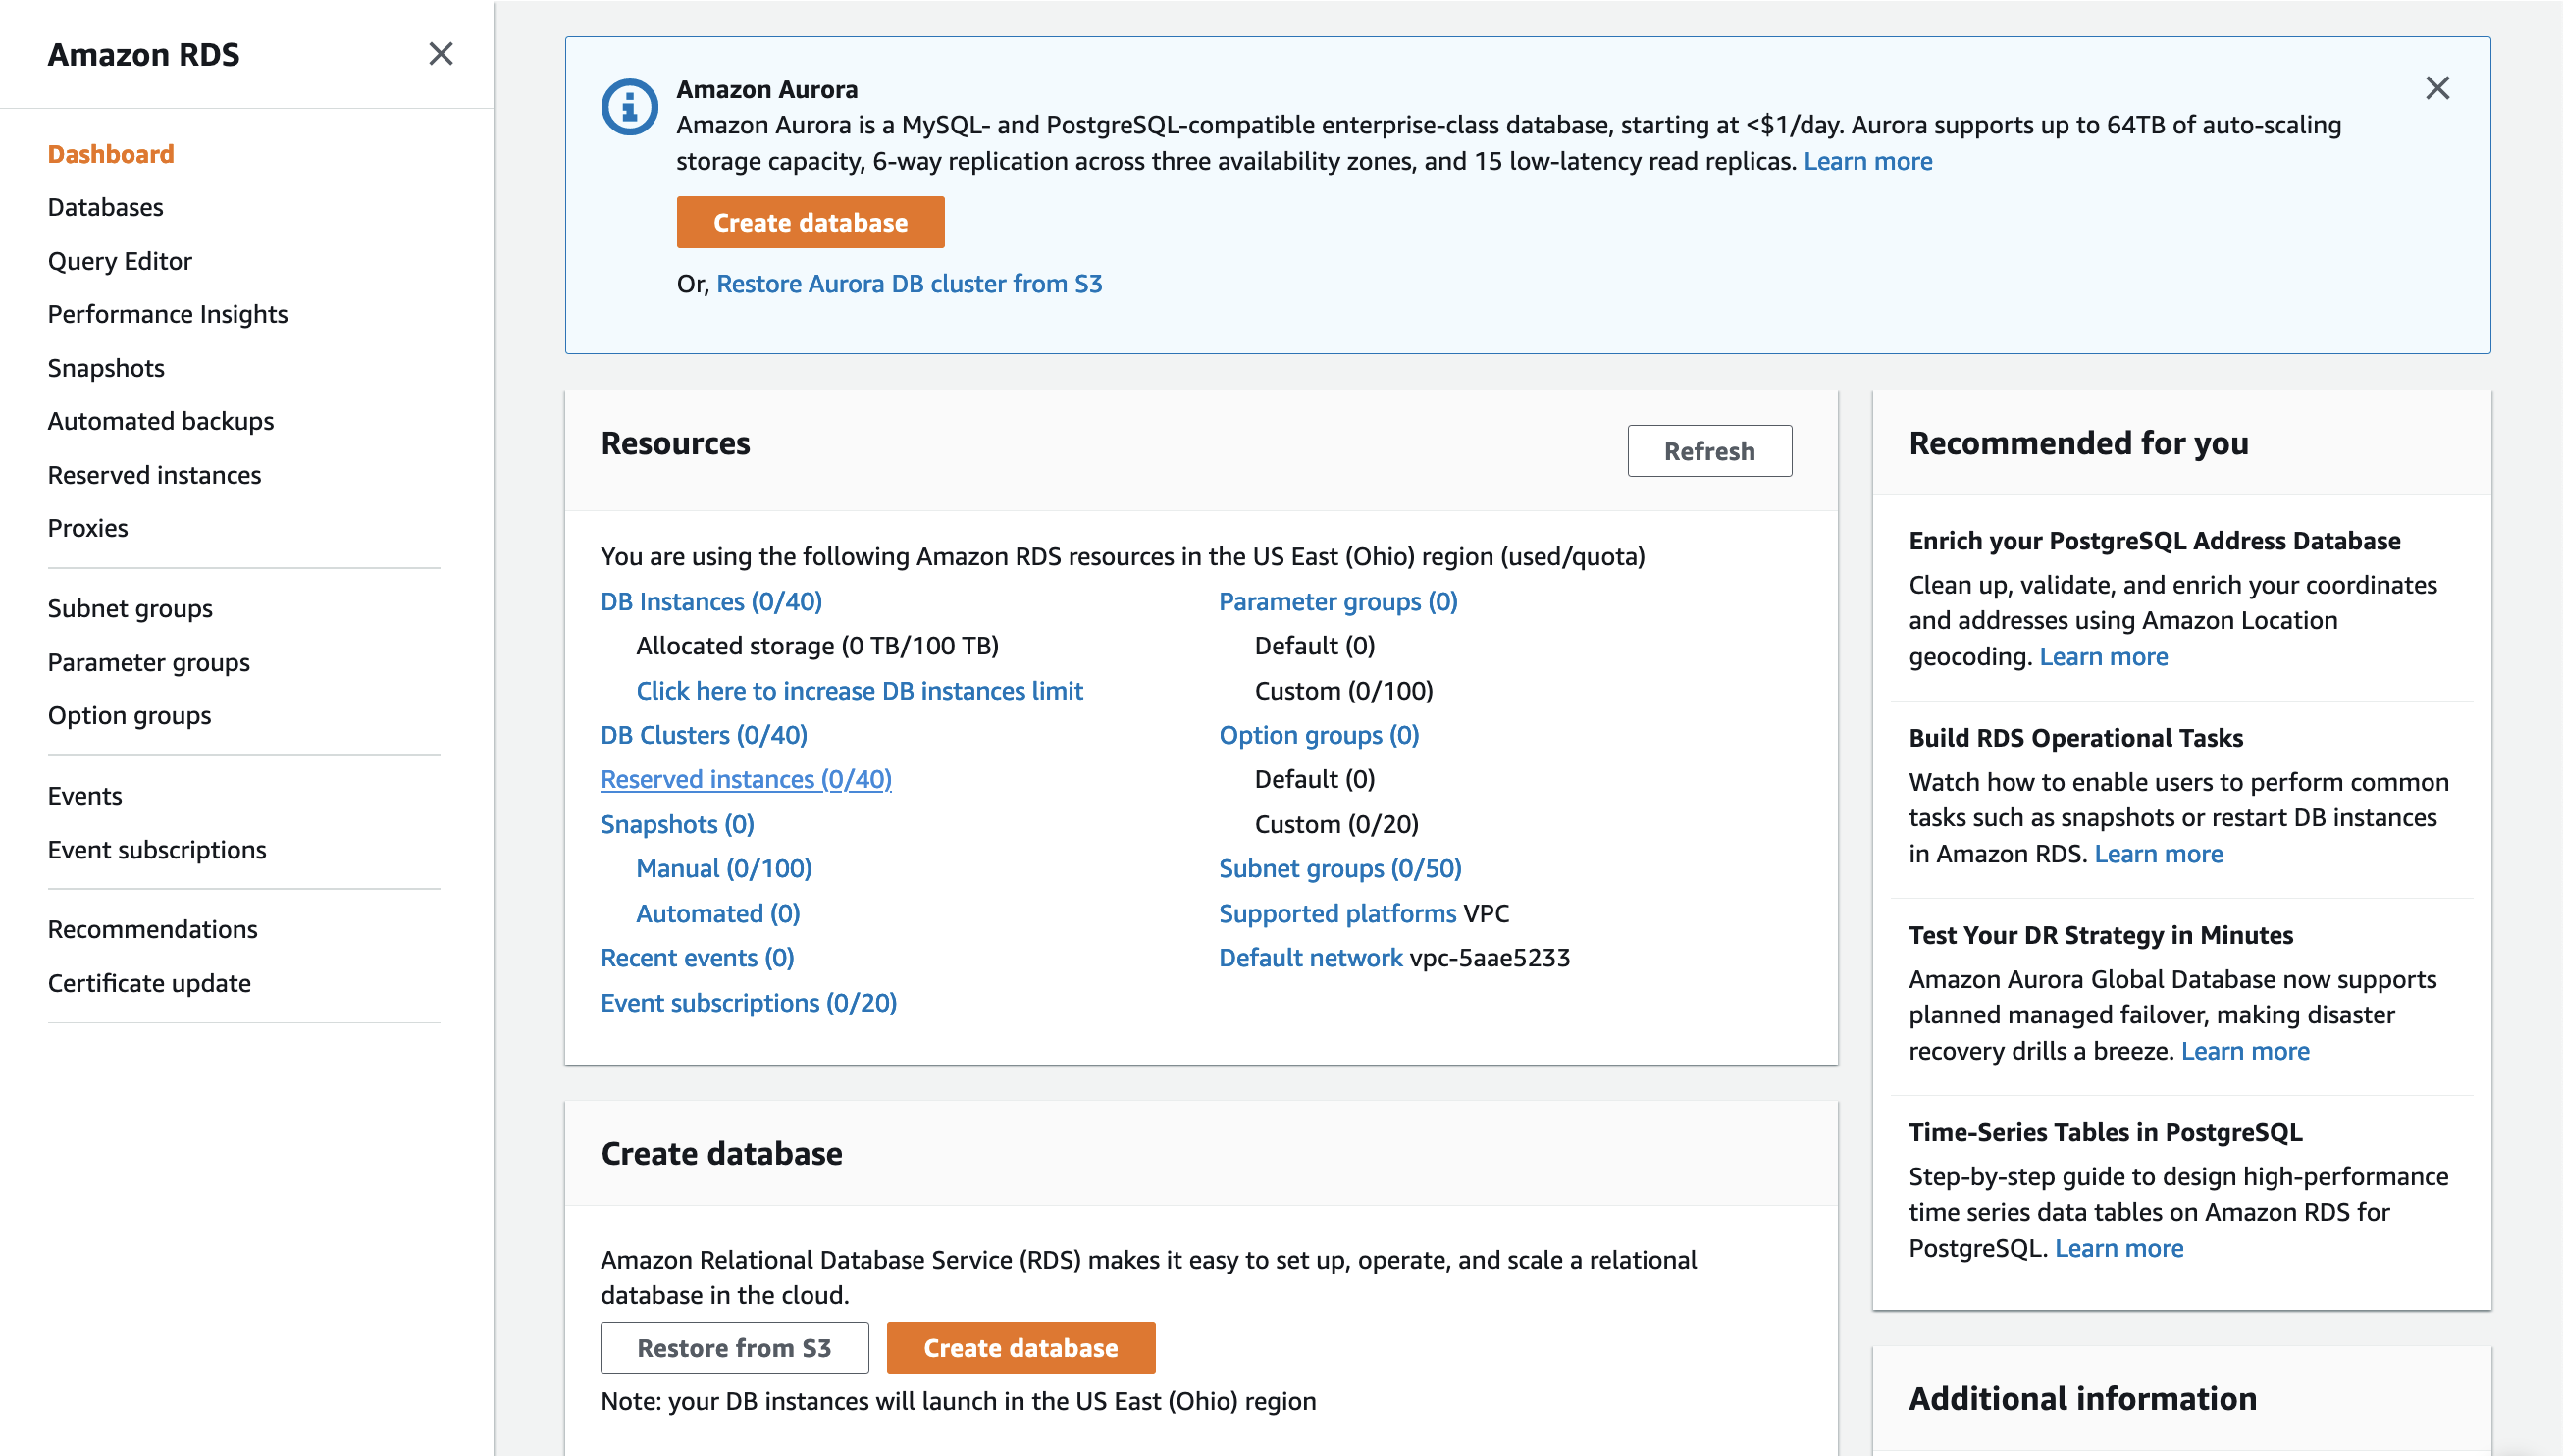 Amazon RDS
Dashboard
Databases
Query Editor
Performance Insights
Snapshots
Automated backups
Reserved instances
Proxies
Subnet groups
Parameter groups
Option groups
Events
Event subscriptions
Recommendations
Certificate update
Amazon Aurora
Amazon Aurora is a MySQL- and PostgreSQL-compatible enterprise-class database, starting at <$1/day. Aurora supports up to 64TB of auto-scaling
storage capacity, 6-way replication across three availability zones, and 15 low-latency read replicas. Learn more
Create database
Or, Restore Aurora DB cluster from S3
Resources
Refresh
You are using the following Amazon RDS resources in the US East (Ohio) region (used/quota)
DB Instances (0/40)
Allocated storage (0 TB/100 TB)
Click here to increase DB instances limit
DB Clusters (0/40)
Reserved instances (0/40)
Snapshots (0)
Manual (0/100)
Automated (0)
Recent events (0)
Event subscriptions (0/20)
Parameter groups (0)
Default (0)
Custom (0/100)
Option groups (0)
Default (0)
Custom (0/20)
Subnet groups (0/50)
Supported platforms VPC
Default network vpc-5aae5233
Create database
Amazon Relational Database Service (RDS) makes it easy to set up, operate, and scale a relational
database in the cloud.
Restore from S3
Create database
Note: your DB instances will launch in the US East (Ohio) region
Recommended for you
Enrich your PostgreSQL Address Database
Clean up, validate, and enrich your coordinates
and addresses using Amazon Location
geocoding. Learn more
Build RDS Operational Tasks
Watch how to enable users to perform common
tasks such as snapshots or restart DB instances
in Amazon RDS. Learn more
Test Your DR Strategy in Minutes
Amazon Aurora Global Database now supports
planned managed failover, making disaster
recovery drills a breeze. Learn more
Time-Series Tables in PostgreSQL
Step-by-step guide to design high-performance
time series data tables on Amazon RDS for
PostgreSQL. Learn more
Additional information